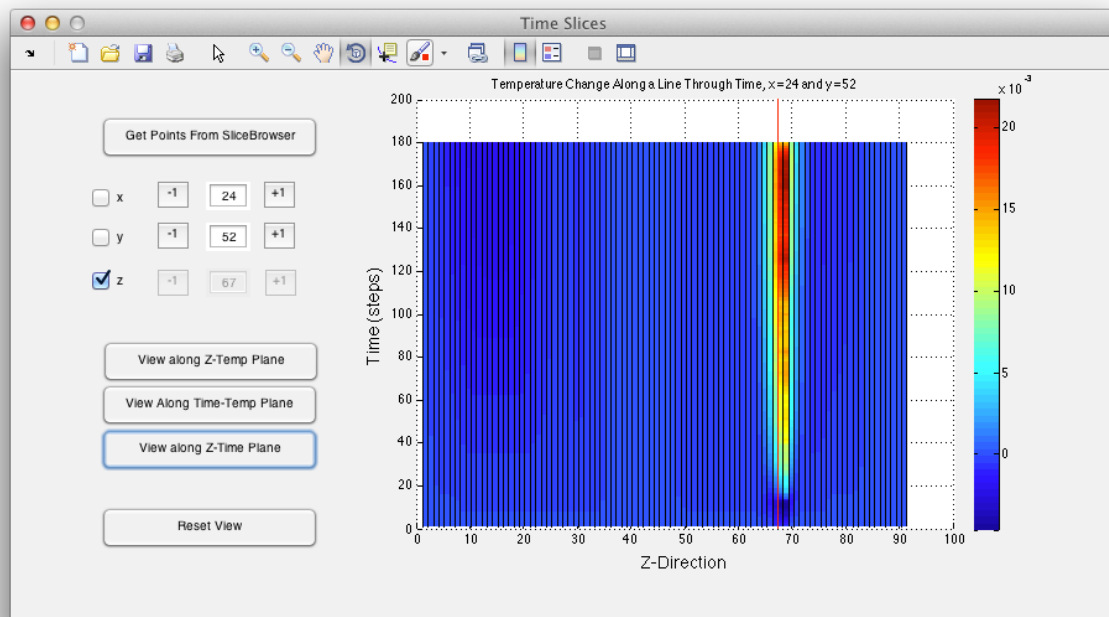 Time Slices
Get Points From SliceBrowser
x -1 24 +1
y -1 52 +1
z -1 67 +1
View along Z-Temp Plane
View Along Time-Temp Plane
View along Z-Time Plane
Reset View
Temperature Change Along a Line Through Time, x=24 and y=52
Time (steps)
200
180
160
140
120
100
80
60
40
20
0
0 10 20 30 40 50 60 70 80 90 100
Z-Direction
x 10^-3
20
15
10
5
0